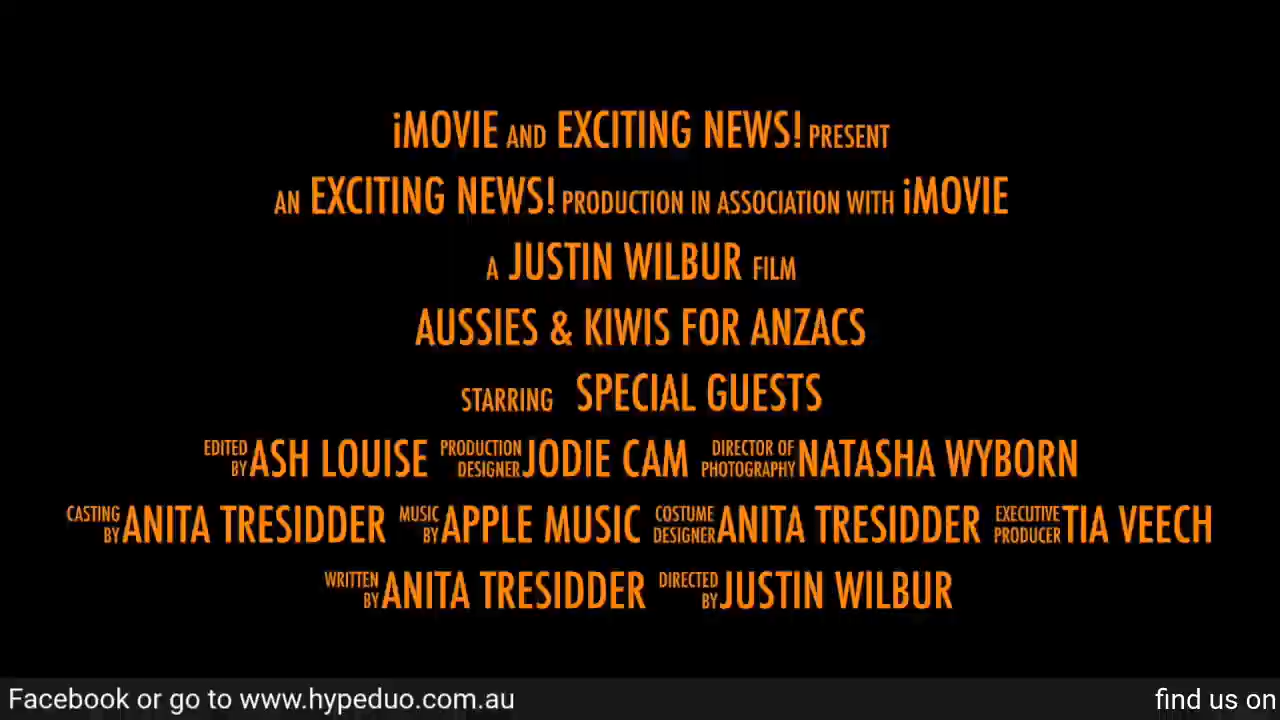 iMOVIE AND EXCITING NEWS! PRESENT
AN EXCITING NEWS! PRODUCTION IN ASSOCIATION WITH iMOVIE
A JUSTIN WILBUR FILM
AUSSIES & KIWIS FOR ANZACS
STARRING SPECIAL GUESTS
EDITED BY ASH LOUISE PRODUCTION DESIGNER JODIE CAM DIRECTOR OF PHOTOGRAPHY NATASHA WYBORN
CASTING BY ANITA TRESIDDER MUSIC BY APPLE MUSIC COSTUME DESIGNER ANITA TRESIDDER EXECUTIVE PRODUCER TIA VEECH
WRITTEN BY ANITA TRESIDDER DIRECTED BY JUSTIN WILBUR
Facebook or go to www.hypeduo.com.au find us on